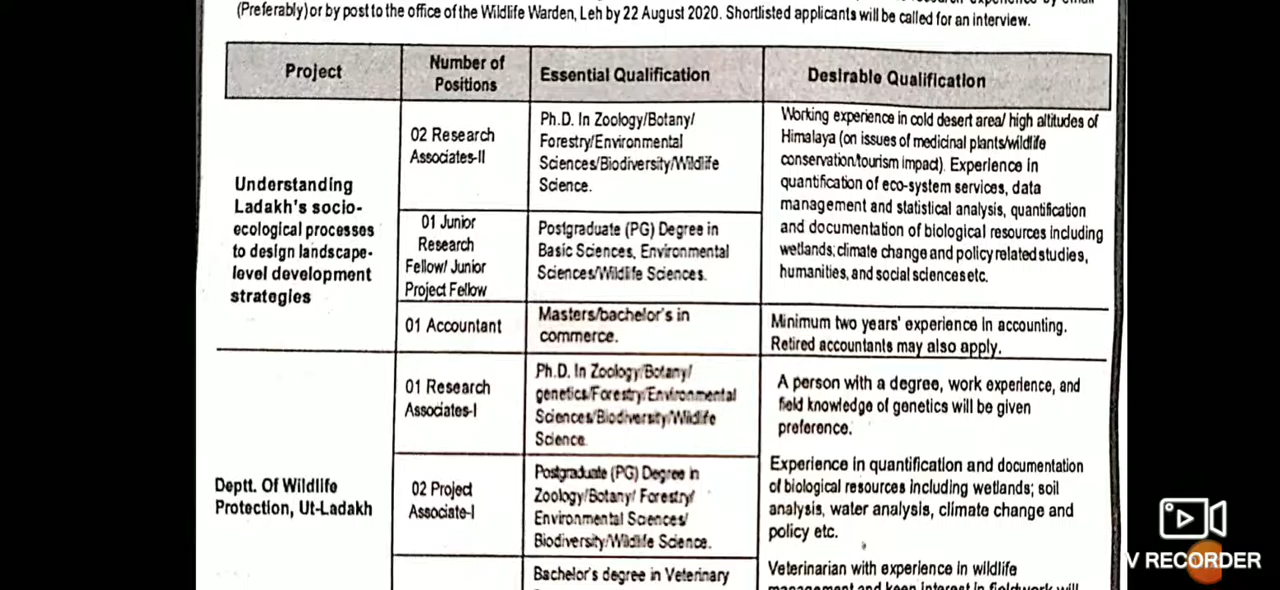 (Preferably) or by post to the office of the Wildlife Warden, Leh by 22 August 2020. Shortlisted applicants will be called for an interview.
Project
Number of
Positions
Essential Qualification
Desirable Qualification
Understanding
Ladakh's socio-
ecological processes
to design landscape-
level development
strategies
02 Research
Associates-II
Ph.D. In Zoology/Botany/
Forestry/Environmental
Sciences/Biodiversity/Wildlife
Science.
Working experience in cold desert area/ high altitudes of
Himalaya (on issues of medicinal plants/wildlife
conservation/tourism impact). Experience in
quantification of eco-system services, data
management and statistical analysis, quantification
and documentation of biological resources including
wetlands; climate change and policy related studies,
humanities, and social sciences etc.
01 Junior
Research
Fellow/ Junior
Project Fellow
Postgraduate (PG) Degree in
Basic Sciences, Environmental
Sciences/Wildlife Sciences.
01 Accountant
Masters/bachelor's in
commerce.
Minimum two years' experience in accounting.
Retired accountants may also apply.
Deptt. Of Wildlife
Protection, Ut-Ladakh
01 Research
Associates-I
Ph.D. In Zoology/Botany/
genetics/Forestry/Environmental
Sciences/Biodiversity/Wildlife
Science.
A person with a degree, work experience, and
field knowledge of genetics will be given
preference.
02 Project
Associate-I
Postgraduate (PG) Degree in
Zoology/Botany/ Forestry/
Environmental Sciences/
Biodiversity/Wildlife Science.
Experience in quantification and documentation
of biological resources including wetlands; soil
analysis, water analysis, climate change and
policy etc.
Bachelor's degree in Veterinary
Veterinarian with experience in wildlife
management and keen interest in fieldwork will
V RECORDER